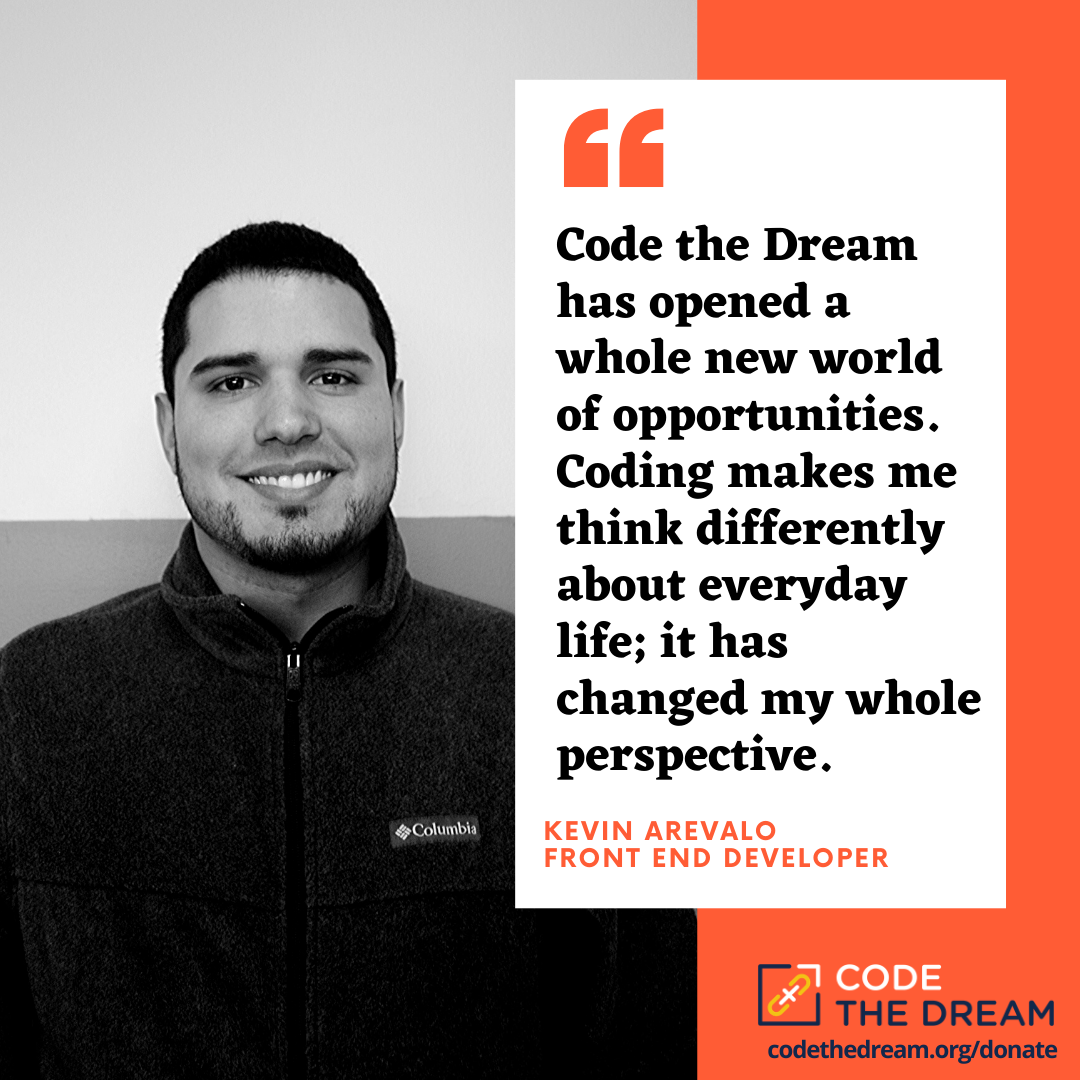 Code the Dream
has opened a
whole new world
of opportunities.
Coding makes me
think differently
about everyday
life; it has
changed my whole
perspective.
KEVIN AREVALO
FRONT END DEVELOPER
Columbia
CODE
THE DREAM
codethedream.org/donate